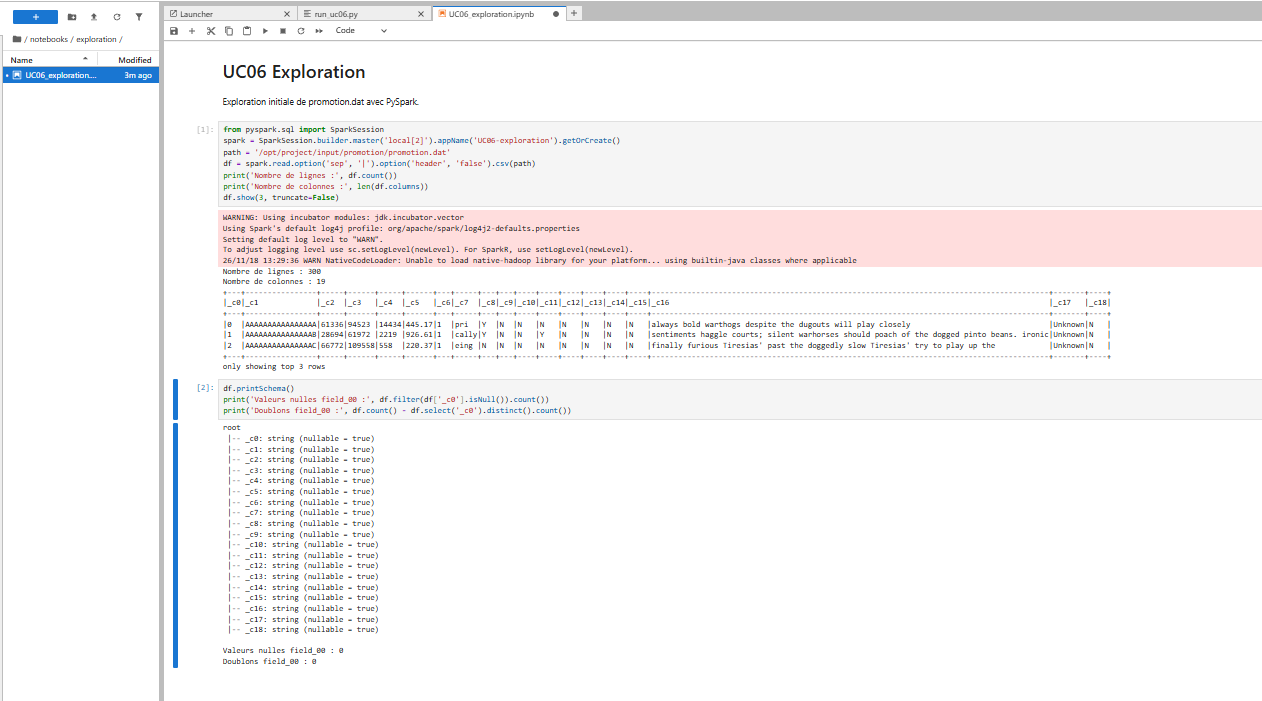 Launcher
run_uc06.py
UC06_exploration.ipynb
Code
/ notebooks / exploration /
Name Modified
UC06_exploration.... 3m ago
UC06 Exploration
Exploration initiale de promotion.dat avec PySpark.
[1]:
from pyspark.sql import SparkSession
spark = SparkSession.builder.master('local[2]').appName('UC06-exploration').getOrCreate()
path = '/opt/project/input/promotion/promotion.dat'
df = spark.read.option('sep', '|').option('header', 'false').csv(path)
print('Nombre de lignes :', df.count())
print('Nombre de colonnes :', len(df.columns))
df.show(3, truncate=False)
WARNING: Using incubator modules: jdk.incubator.vector
Using Spark's default log4j profile: org/apache/spark/log4j2-defaults.properties
Setting default log level to "WARN".
To adjust logging level use sc.setLogLevel(newLevel). For SparkR, use setLogLevel(newLevel).
26/11/18 13:29:36 WARN NativeCodeLoader: Unable to load native-hadoop library for your platform... using builtin-java classes where applicable
Nombre de lignes : 300
Nombre de colonnes : 19
|_c0|_c1 |_c2 |_c3 |_c4 |_c5 |_c6|_c7 |_c8|_c9|_c10|_c11|_c12|_c13|_c14|_c15|_c16 |_c17 |_c18|
|0 |AAAAAAAAAAAAAAAA|61336|94523 |14434|445.17|1 |pri |Y |N |N |N |N |N |N |N |always bold warthogs despite the dugouts will play closely |Unknown|N |
|1 |AAAAAAAAAAAAAAAB|28694|61972 |2219 |926.61|1 |cally|Y |N |N |Y |N |N |N |N |sentiments haggle courts; silent warhorses should poach of the dogged pinto beans. ironic|Unknown|N |
|2 |AAAAAAAAAAAAAAAC|66772|109558|558 |220.37|1 |eing |N |N |N |N |N |N |N |N |finally furious Tiresias' past the doggedly slow Tiresias' try to play up the |Unknown|N |
only showing top 3 rows
[2]:
df.printSchema()
print('Valeurs nulles field_00 :', df.filter(df['_c0'].isNull()).count())
print('Doublons field_00 :', df.count() - df.select('_c0').distinct().count())
root
|-- _c0: string (nullable = true)
|-- _c1: string (nullable = true)
|-- _c2: string (nullable = true)
|-- _c3: string (nullable = true)
|-- _c4: string (nullable = true)
|-- _c5: string (nullable = true)
|-- _c6: string (nullable = true)
|-- _c7: string (nullable = true)
|-- _c8: string (nullable = true)
|-- _c9: string (nullable = true)
|-- _c10: string (nullable = true)
|-- _c11: string (nullable = true)
|-- _c12: string (nullable = true)
|-- _c13: string (nullable = true)
|-- _c14: string (nullable = true)
|-- _c15: string (nullable = true)
|-- _c16: string (nullable = true)
|-- _c17: string (nullable = true)
|-- _c18: string (nullable = true)
Valeurs nulles field_00 : 0
Doublons field_00 : 0